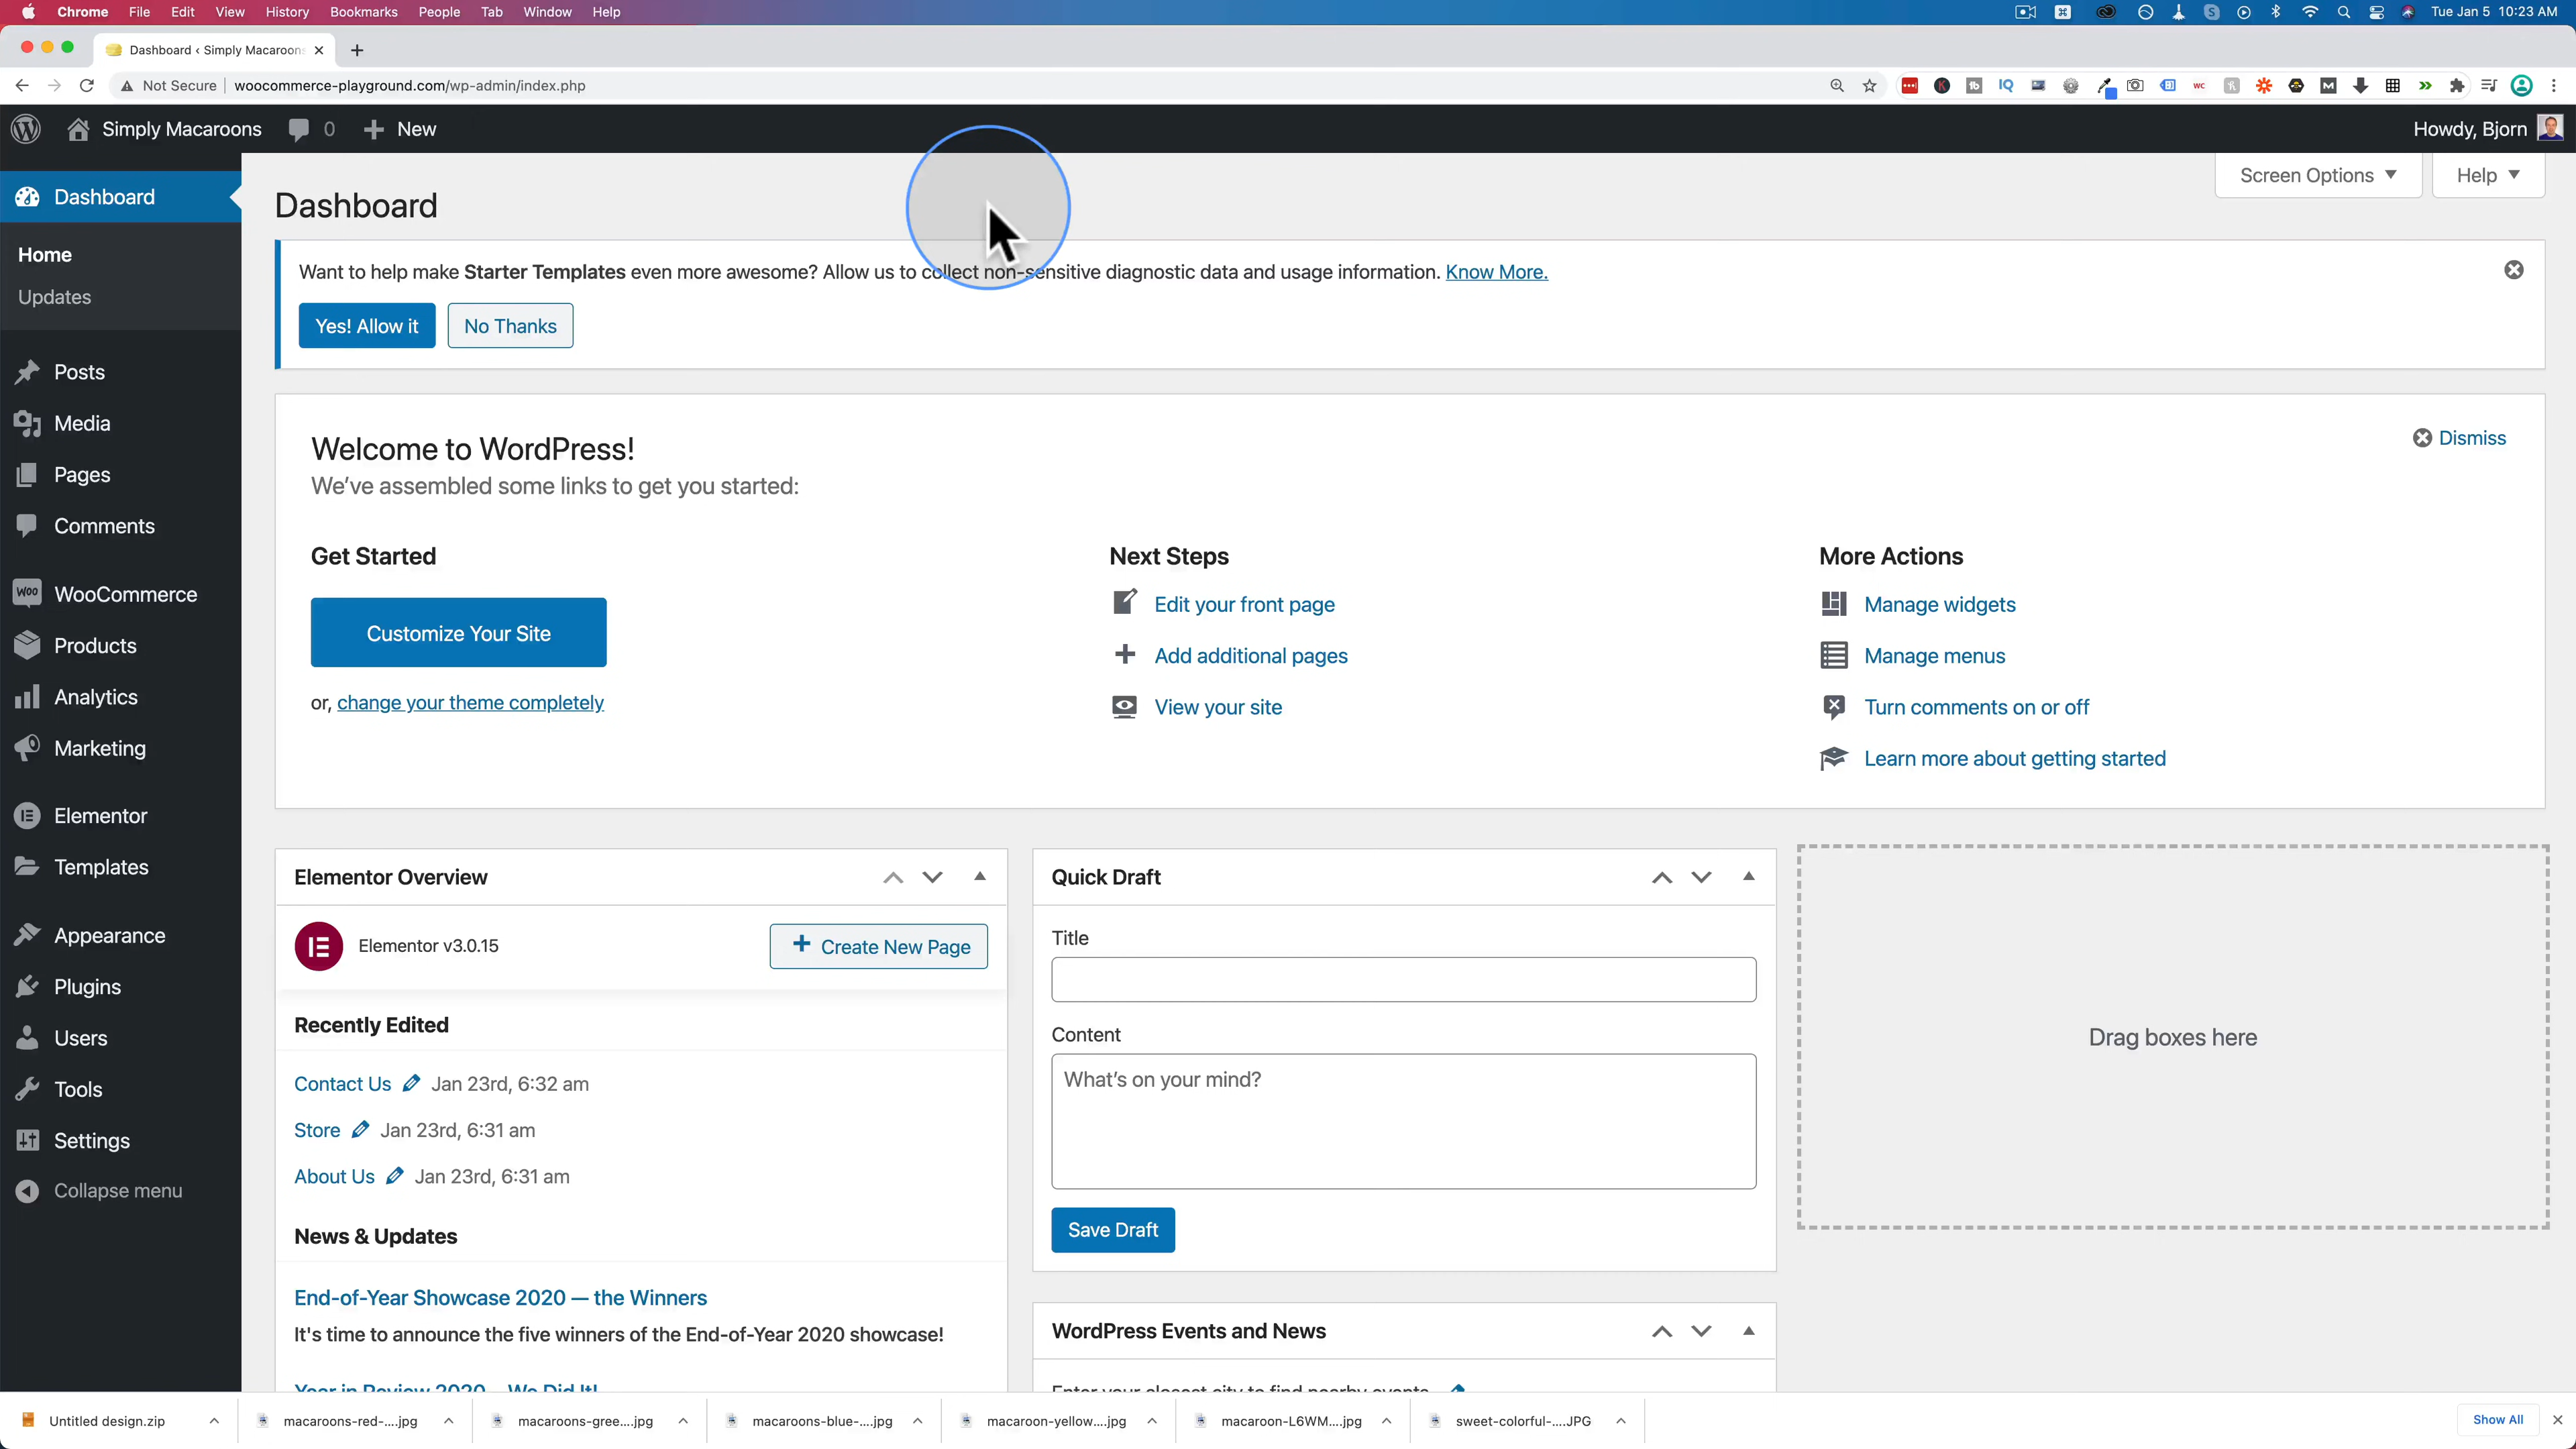 Chrome File Edit View History Bookmarks People Tab Window Help
Tue Jan 5 10:23 AM
Dashboard ‹ Simply Macaroons
Not Secure woocommerce-playground.com/wp-admin/index.php
Simply Macaroons 0 New
Howdy, Bjorn
Screen Options
Help
Dashboard
Home
Updates
Posts
Media
Pages
Comments
WooCommerce
Products
Analytics
Marketing
Elementor
Templates
Appearance
Plugins
Users
Tools
Settings
Collapse menu
Dashboard
Want to help make Starter Templates even more awesome? Allow us to collect non-sensitive diagnostic data and usage information. Know More.
Yes! Allow it
No Thanks
Welcome to WordPress!
Dismiss
We've assembled some links to get you started:
Get Started
Customize Your Site
or, change your theme completely
Next Steps
Edit your front page
Add additional pages
View your site
More Actions
Manage widgets
Manage menus
Turn comments on or off
Learn more about getting started
Elementor Overview
Elementor v3.0.15
Create New Page
Recently Edited
Contact Us Jan 23rd, 6:32 am
Store Jan 23rd, 6:31 am
About Us Jan 23rd, 6:31 am
News & Updates
End-of-Year Showcase 2020 — the Winners
It's time to announce the five winners of the End-of-Year 2020 showcase!
Quick Draft
Title
Content
What's on your mind?
Save Draft
WordPress Events and News
Drag boxes here
Untitled design.zip
macaroons-red-....jpg
macaroons-gree....jpg
macaroons-blue-....jpg
macaroon-yellow....jpg
macaroon-L6WM....jpg
sweet-colorful-....JPG
Show All